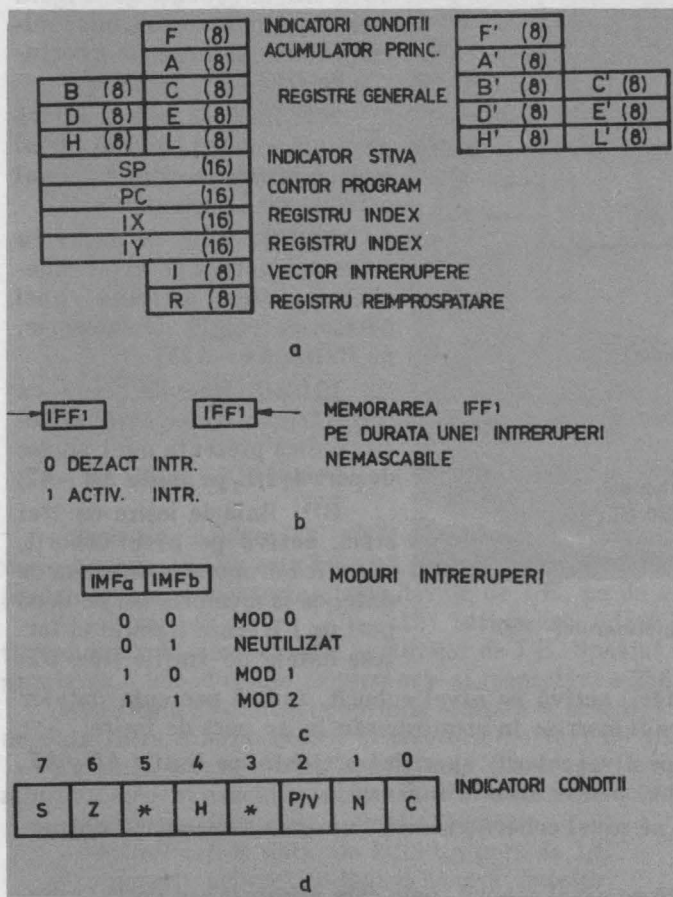 F (8) INDICATORI CONDITII F' (8)
A (8) ACUMULATOR PRINC. A' (8)
B (8) C (8) REGISTRE GENERALE B' (8) C' (8)
D (8) E (8) D' (8) E' (8)
H (8) L (8) H' (8) L' (8)
SP (16) INDICATOR STIVA
PC (16) CONTOR PROGRAM
IX (16) REGISTRU INDEX
IY (16) REGISTRU INDEX
I (8) VECTOR INTRERUPERE
R (8) REGISTRU REIMPROSPATARE
a
IFF1 IFF1 MEMORAREA IFF1
PE DURATA UNEI INTRERUPERI
NEMASCABILE
0 DEZACT INTR.
1 ACTIV. INTR.
b
IMFa IMFb MODURI INTRERUPERI
0 0 MOD 0
0 1 NEUTILIZAT
1 0 MOD 1
1 1 MOD 2
c
7 6 5 4 3 2 1 0
S Z * H * P/V N C INDICATORI CONDITII
d